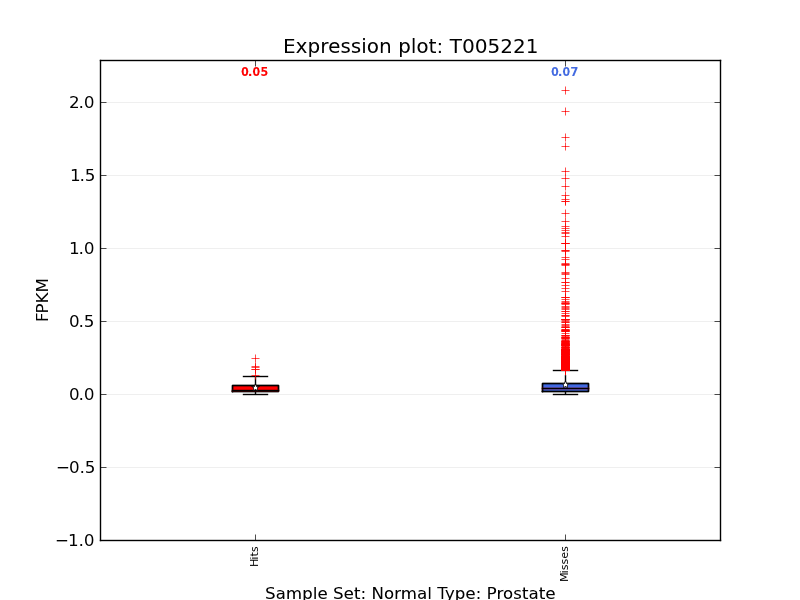 Expression plot: T005221
0.05
0.07
2.0
1.5
1.0
0.5
0.0
−0.5
−1.0
FPKM
Hits
Misses
Sample Set: Normal Type: Prostate